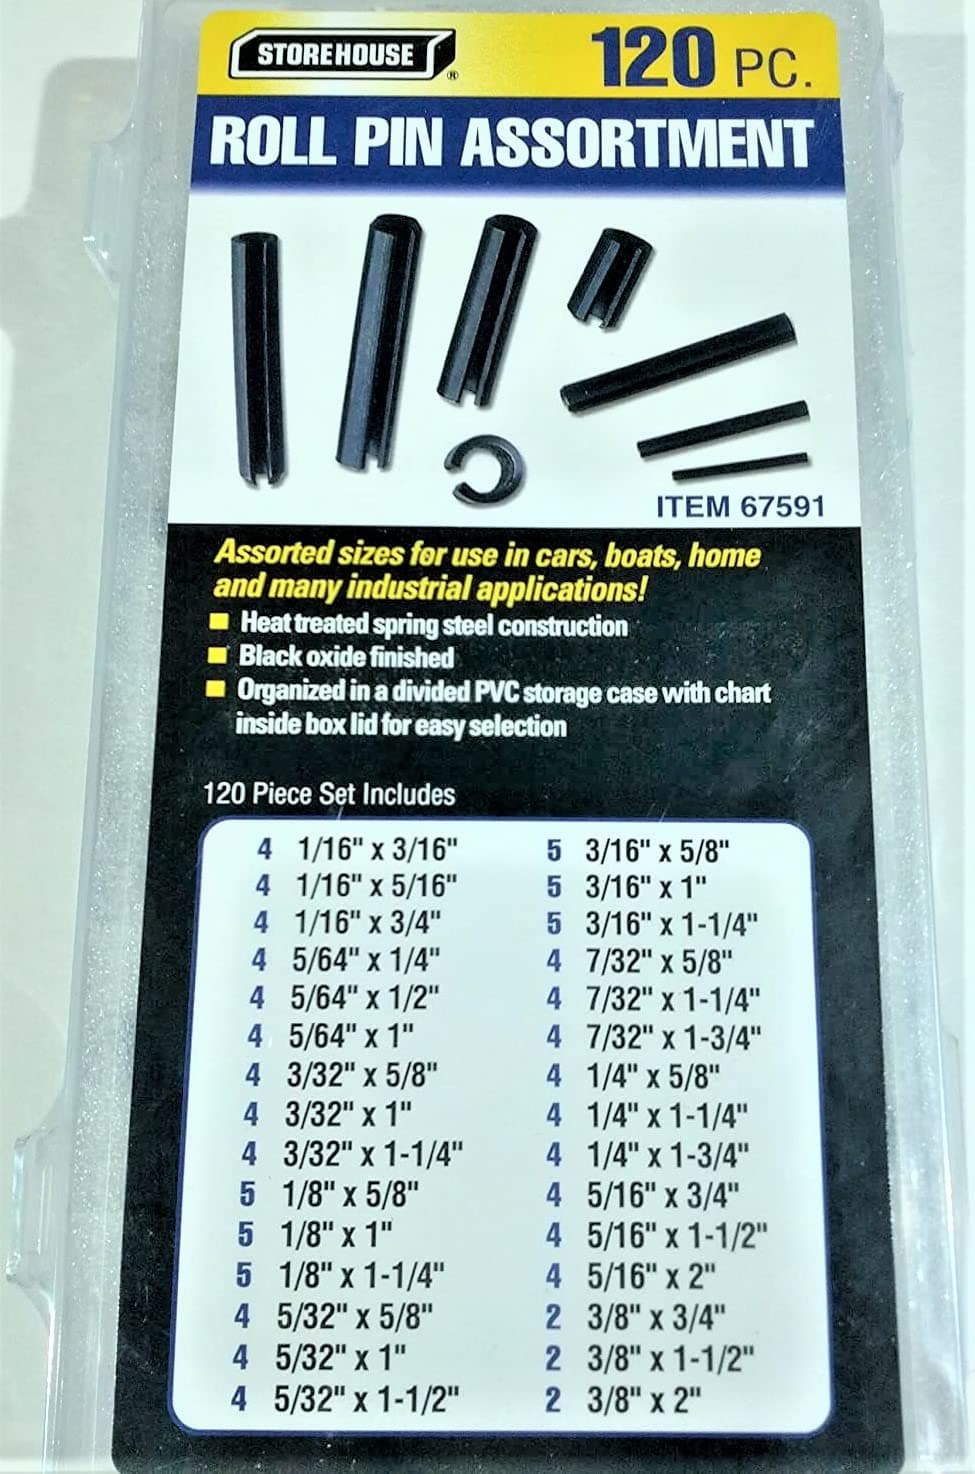 STOREHOUSE ®
120 PC.
ROLL PIN ASSORTMENT
ITEM 67591
Assorted sizes for use in cars, boats, home
and many industrial applications!
Heat treated spring steel construction
Black oxide finished
Organized in a divided PVC storage case with chart
inside box lid for easy selection
120 Piece Set Includes
4 1/16" x 3/16"
4 1/16" x 5/16"
4 1/16" x 3/4"
4 5/64" x 1/4"
4 5/64" x 1/2"
4 5/64" x 1"
4 3/32" x 5/8"
4 3/32" x 1"
4 3/32" x 1-1/4"
5 1/8" x 5/8"
5 1/8" x 1"
5 1/8" x 1-1/4"
4 5/32" x 5/8"
4 5/32" x 1"
4 5/32" x 1-1/2"
5 3/16" x 5/8"
5 3/16" x 1"
5 3/16" x 1-1/4"
4 7/32" x 5/8"
4 7/32" x 1-1/4"
4 7/32" x 1-3/4"
4 1/4" x 5/8"
4 1/4" x 1-1/4"
4 1/4" x 1-3/4"
4 5/16" x 3/4"
4 5/16" x 1-1/2"
4 5/16" x 2"
2 3/8" x 3/4"
2 3/8" x 1-1/2"
2 3/8" x 2"